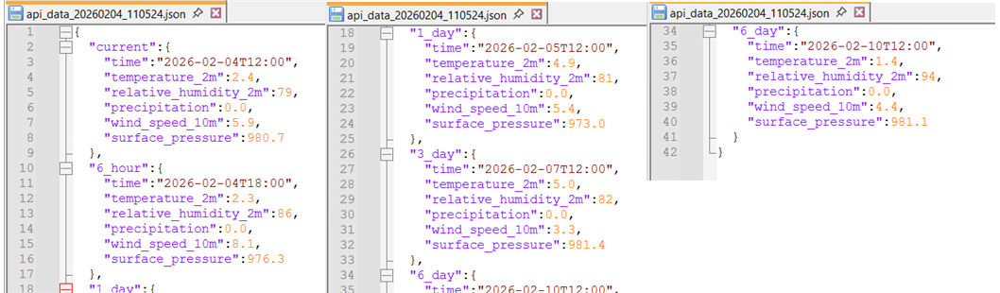 api_data_20260204_110524.json
1 {
2 "current":{
3 "time":"2026-02-04T12:00",
4 "temperature_2m":2.4,
5 "relative_humidity_2m":79,
6 "precipitation":0.0,
7 "wind_speed_10m":5.9,
8 "surface_pressure":980.7
9 },
10 "6_hour":{
11 "time":"2026-02-04T18:00",
12 "temperature_2m":2.3,
13 "relative_humidity_2m":86,
14 "precipitation":0.0,
15 "wind_speed_10m":8.1,
16 "surface_pressure":976.3
17 },
18 "1_day":{
api_data_20260204_110524.json
18 "1_day":{
19 "time":"2026-02-05T12:00",
20 "temperature_2m":4.9,
21 "relative_humidity_2m":81,
22 "precipitation":0.0,
23 "wind_speed_10m":5.4,
24 "surface_pressure":973.0
25 },
26 "3_day":{
27 "time":"2026-02-07T12:00",
28 "temperature_2m":5.0,
29 "relative_humidity_2m":82,
30 "precipitation":0.0,
31 "wind_speed_10m":3.3,
32 "surface_pressure":981.4
33 },
34 "6_day":{
35 "time":"2026-02-10T12:00",
api_data_20260204_110524.json
34 "6_day":{
35 "time":"2026-02-10T12:00",
36 "temperature_2m":1.4,
37 "relative_humidity_2m":94,
38 "precipitation":0.0,
39 "wind_speed_10m":4.4,
40 "surface_pressure":981.1
41 }
42 }